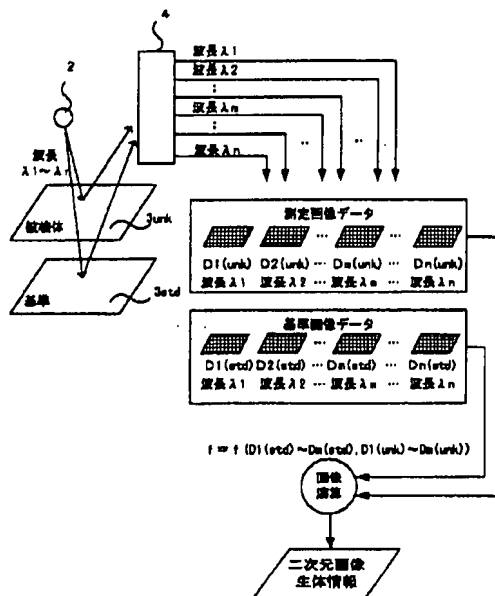 4
波長λ1
波長λ2
⋮
波長λm
⋮
波長λn
2
波長
λ1〜λn
被検体
3unk
基準
3std
測定画像データ
D1(unk) D2(unk) … Dm(unk) … Dn(unk)
波長λ1 波長λ2 … 波長λm … 波長λn
基準画像データ
D1(std) D2(std) … Dm(std) … Dn(std)
波長λ1 波長λ2 … 波長λm … 波長λn
f = f (D1(std)〜Dm(std),D1(unk)〜Dm(unk))
画像
演算
二次元画像
生体情報